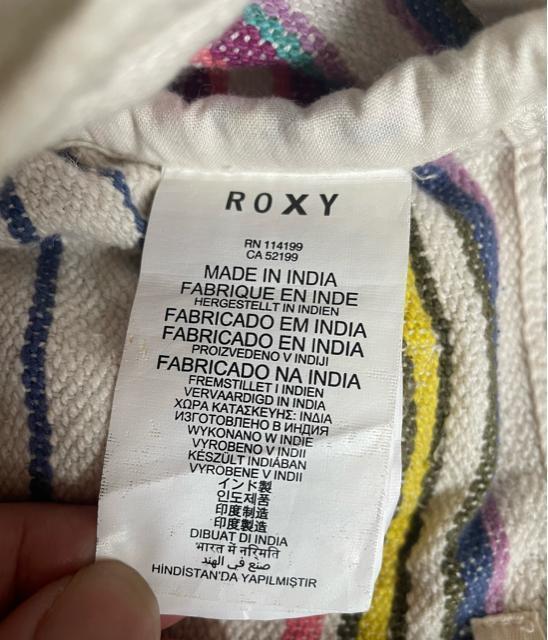 ROXY
RN 114199
CA 52199
MADE IN INDIA
FABRIQUE EN INDE
HERGESTELLT IN INDIEN
FABRICADO EM INDIA
FABRICADO EN INDIA
PROIZVEDENO V INDIJI
FABRICADO NA INDIA
FREMSTILLET I INDIEN
VERVAARDIGD IN INDIA
ΧΩΡΑ ΚΑΤΑΣΚΕΥΗΣ: ΙΝΔΙΑ
ИЗГОТОВЛЕНО В ИНДИЯ
WYKONANO W INDIE
VYROBENO V INDII
KÉSZÜLT INDIÁBAN
VYROBENE V INDII
インド製
인도제품
印度制造
印度製造
DIBUAT DI INDIA
भारत में नरिमति
صنع في الهند
HİNDİSTAN'DA YAPILMIŞTIR